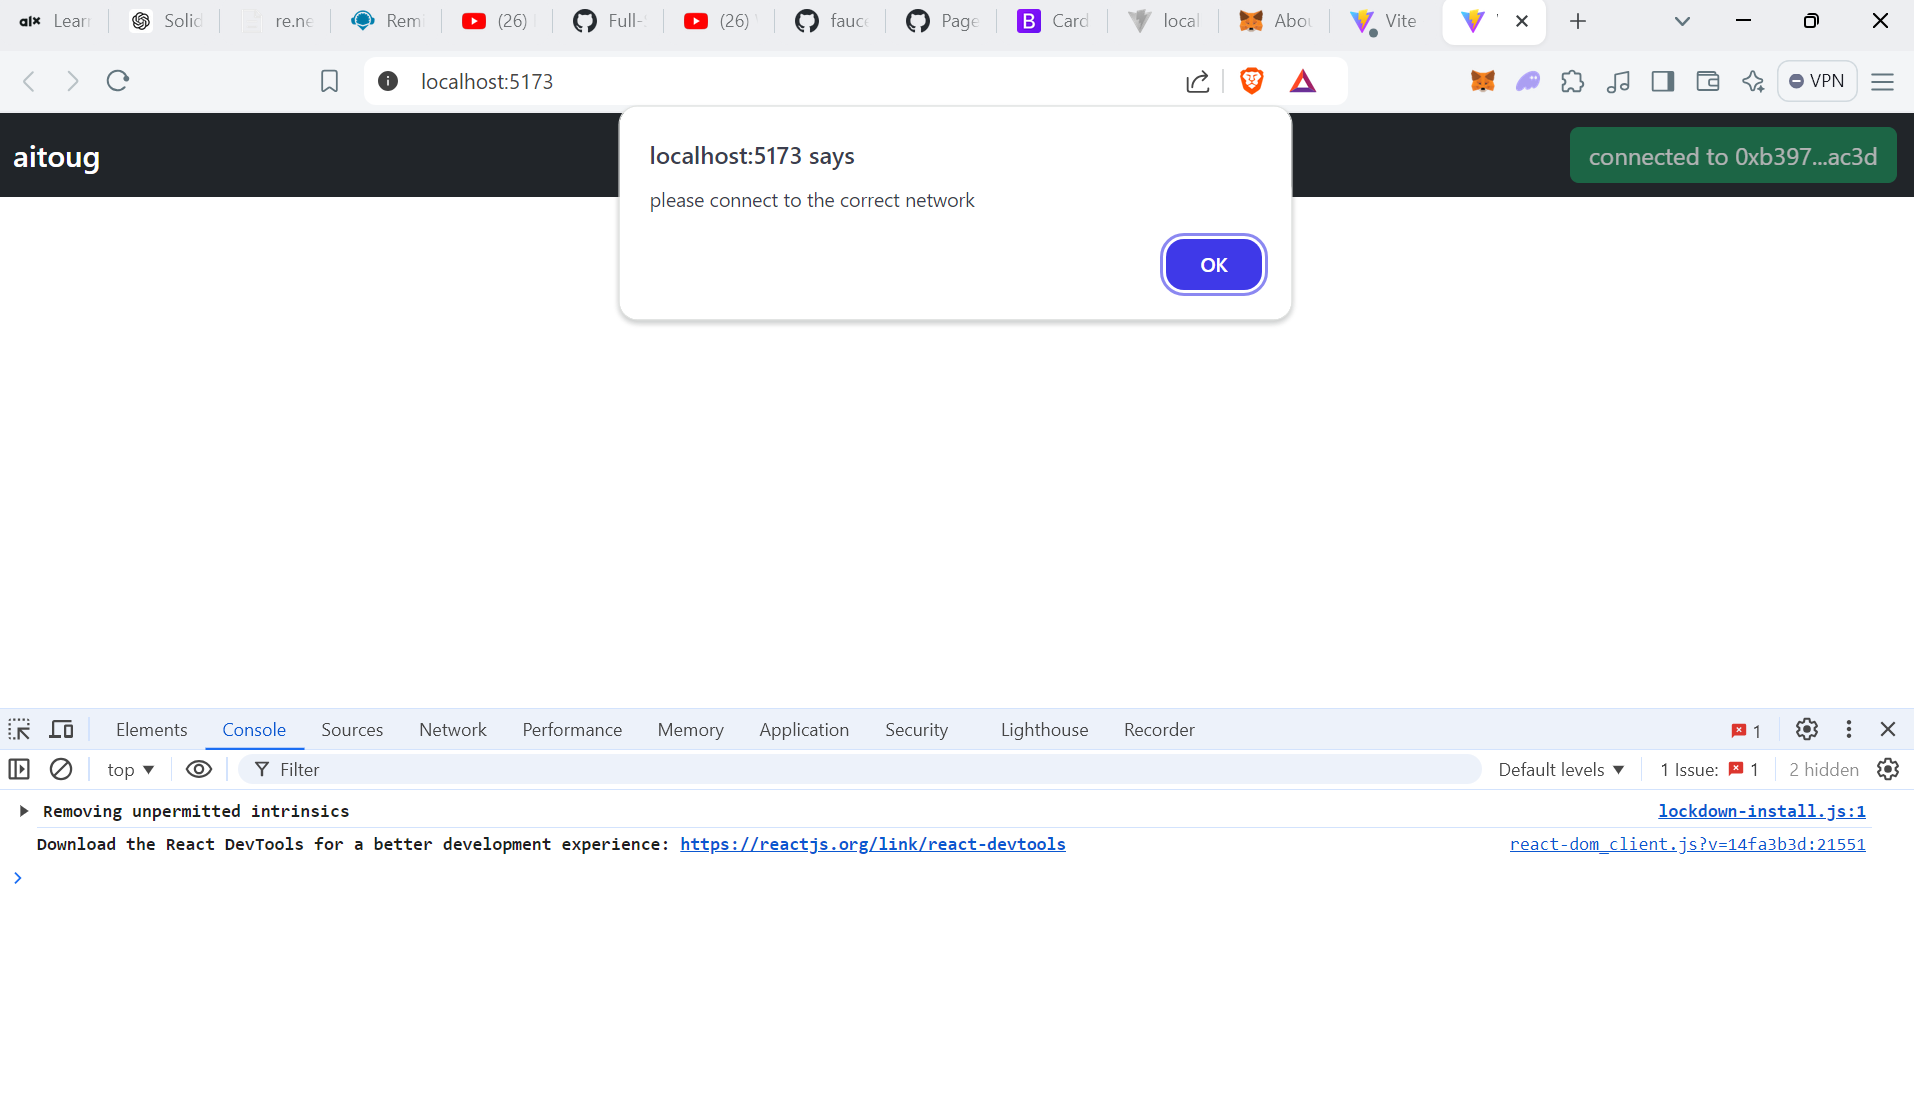 alx Lear
Solid
re.ne
Rem
(26)
Full-S
(26)
fauce
Page
B Card
local
Abou
Vite
localhost:5173
VPN
aitoug
connected to 0xb397...ac3d
localhost:5173 says
please connect to the correct network
OK
Elements Console Sources Network Performance Memory Application Security Lighthouse Recorder 1
top Filter Default levels 1 Issue: 1 2 hidden
Removing unpermitted intrinsics lockdown-install.js:1
Download the React DevTools for a better development experience: https://reactjs.org/link/react-devtools react-dom_client.js?v=14fa3b3d:21551